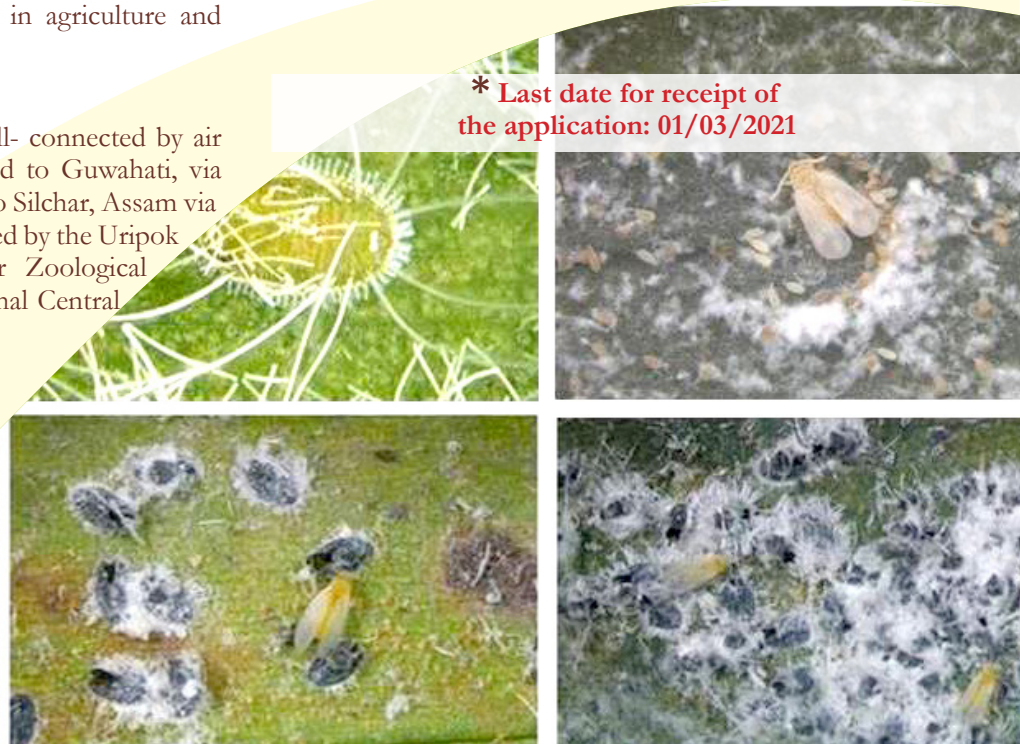 in agriculture and
* Last date for receipt of
the application: 01/03/2021
ll- connected by air
d to Guwahati, via
o Silchar, Assam via
ed by the Uripok
r Zoological
nal Central